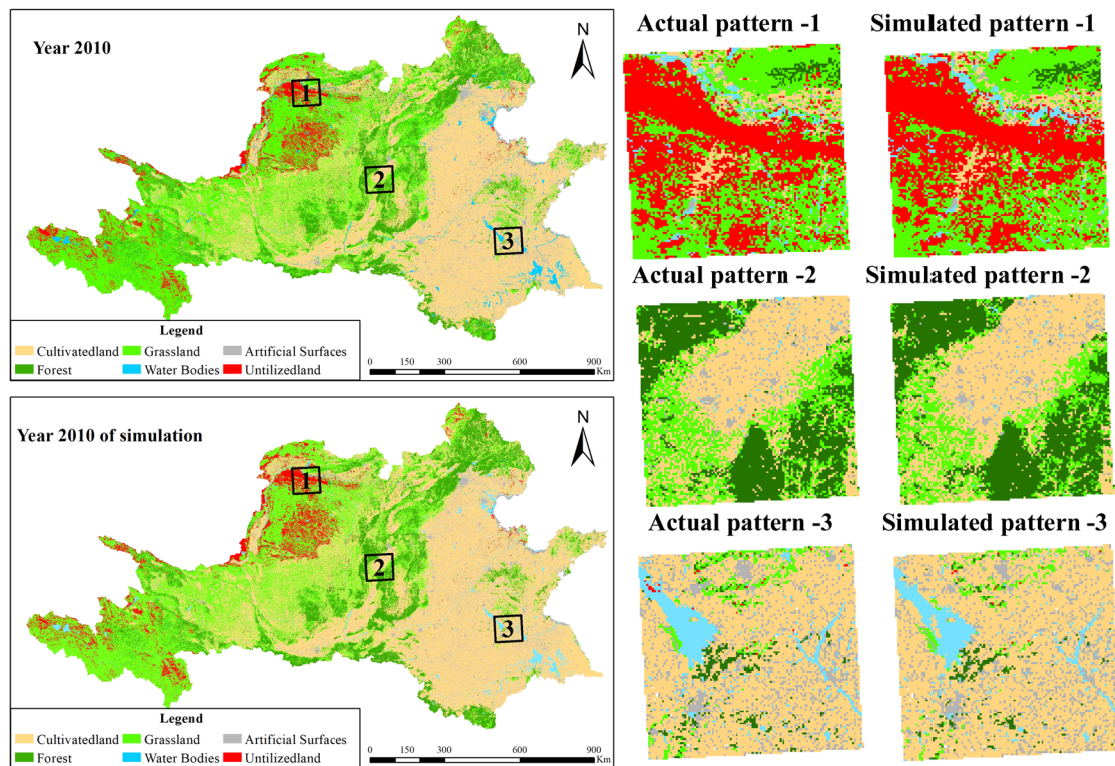 Year 2010
N
1
2
3
Legend
Cultivatedland Grassland Artificial Surfaces
Forest Water Bodies Untilizedland
0 150 300 600 900
Km
Year 2010 of simulation
N
1
2
3
Legend
Cultivatedland Grassland Artificial Surfaces
Forest Water Bodies Untilizedland
0 150 300 600 900
Km
Actual pattern -1 Simulated pattern -1
Actual pattern -2 Simulated pattern -2
Actual pattern -3 Simulated pattern -3